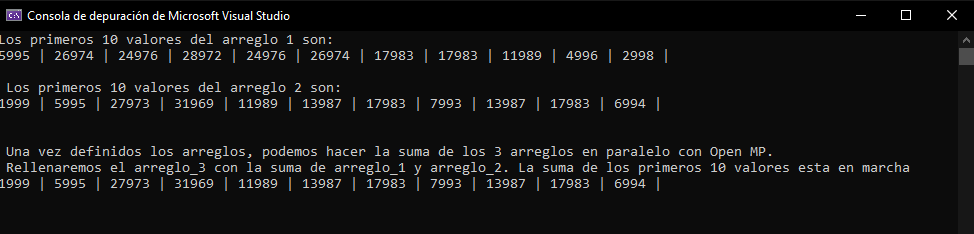 Consola de depuración de Microsoft Visual Studio
Los primeros 10 valores del arreglo 1 son:
5995 | 26974 | 24976 | 28972 | 24976 | 26974 | 17983 | 17983 | 11989 | 4996 | 2998 |
Los primeros 10 valores del arreglo 2 son:
1999 | 5995 | 27973 | 31969 | 11989 | 13987 | 17983 | 7993 | 13987 | 17983 | 6994 |
Una vez definidos los arreglos, podemos hacer la suma de los 3 arreglos en paralelo con Open MP.
Rellenaremos el arreglo_3 con la suma de arreglo_1 y arreglo_2. La suma de los primeros 10 valores esta en marcha
1999 | 5995 | 27973 | 31969 | 11989 | 13987 | 17983 | 7993 | 13987 | 17983 | 6994 |